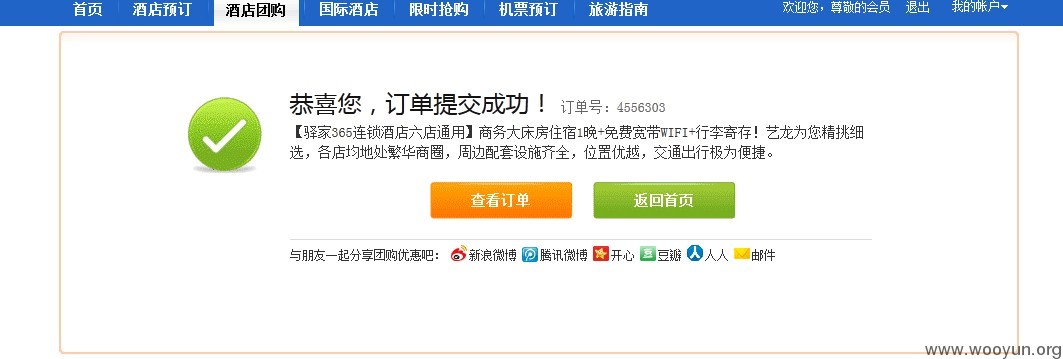 首页 酒店预订 酒店团购 国际酒店 限时抢购 机票预订 旅游指南 欢迎您，尊敬的会员 退出 我的帐户
恭喜您，订单提交成功！ 订单号：4556303
【驿家365连锁酒店六店通用】商务大床房住宿1晚+免费宽带WIFI+行李寄存！艺龙为您精挑细
选，各店均地处繁华商圈，周边配套设施齐全，位置优越，交通出行极为便捷。
查看订单 返回首页
与朋友一起分享团购优惠吧： 新浪微博 腾讯微博 开心 豆瓣 人人 邮件
www.wooyun.org